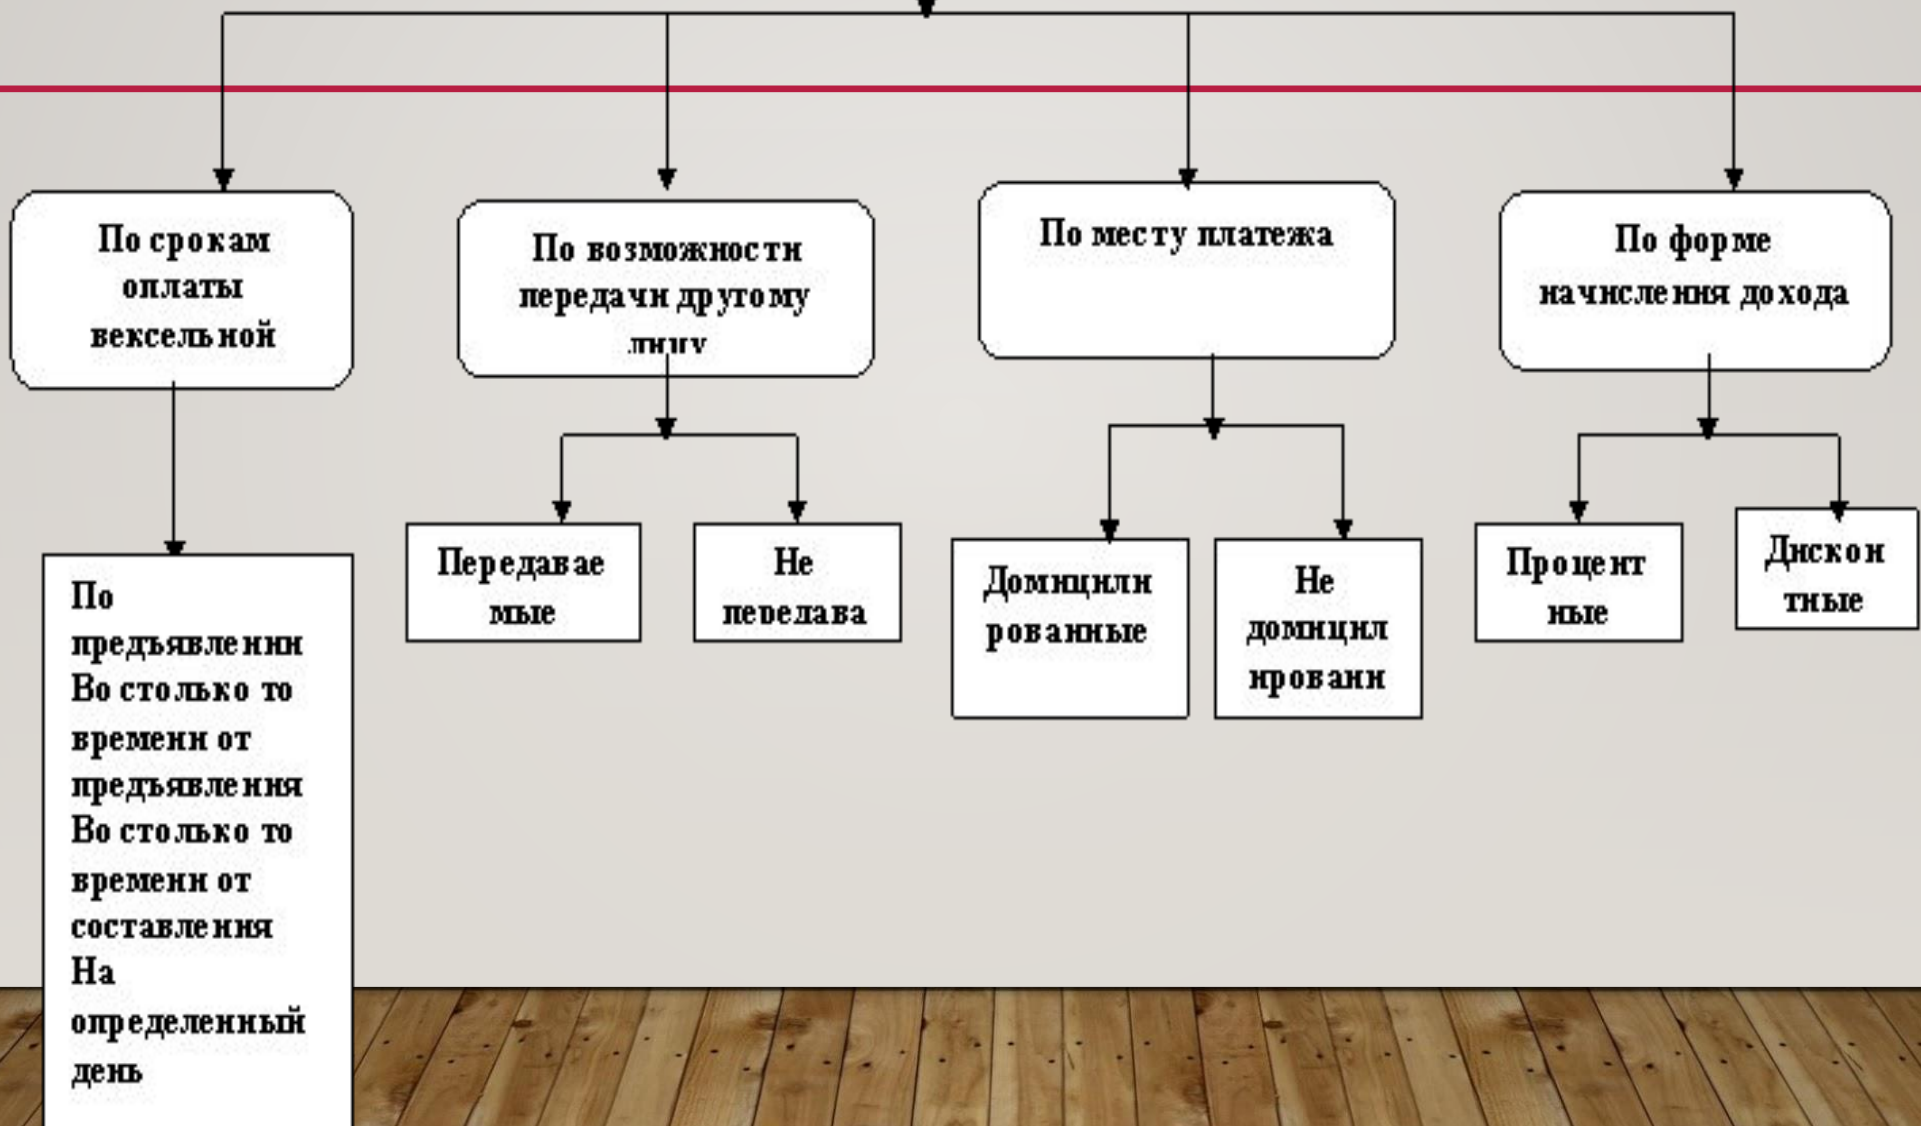 По срокам
оплаты
вексельной
По возможности
передачи другому
лицу
По месту платежа
По форме
начисления дохода
По
предъявлении
Во столько то
времени от
предъявления
Во столько то
времени от
составления
На
определенный
день
Передавае
мые
Не
передава
Домицили
рованные
Не
домицил
ированн
Процент
ные
Дискон
тные